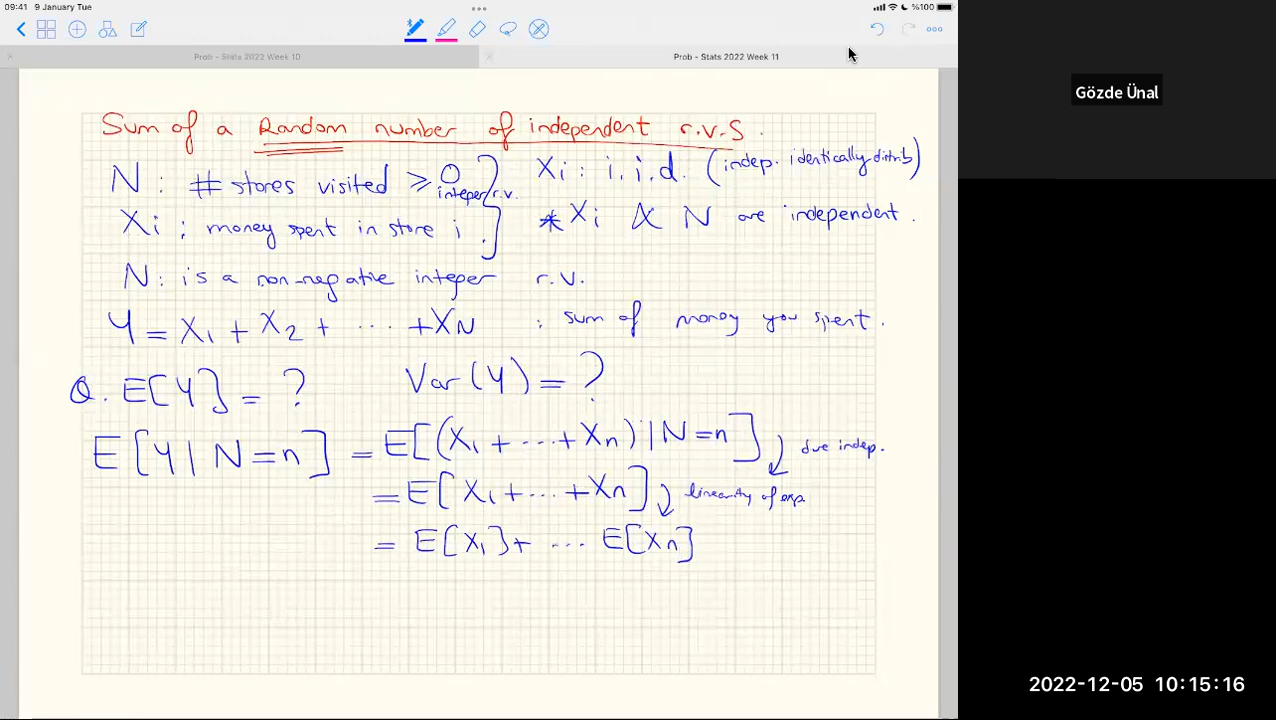 09:41 9 January Tue
%100
Prob - Stats 2022 Week 10
Prob - Stats 2022 Week 11
Gözde Ünal
Sum of a Random number of independent r.v.s.
N : # stores visited ≥ 0 integer r.v.
Xi : i.i.d. (indep. identically distrib)
Xi : money spent in store i.
* Xi & N are independent.
N : is a non-negative integer r.v.
Y = X1 + X2 + ... + XN : sum of money you spent.
Q. E[Y] = ? Var(Y) = ?
E[Y | N = n] = E[(X1 + ... + Xn) | N = n] due indep.
= E[X1 + ... + Xn] linearity of exp.
= E[X1] + ... E[Xn]
2022-12-05 10:15:16